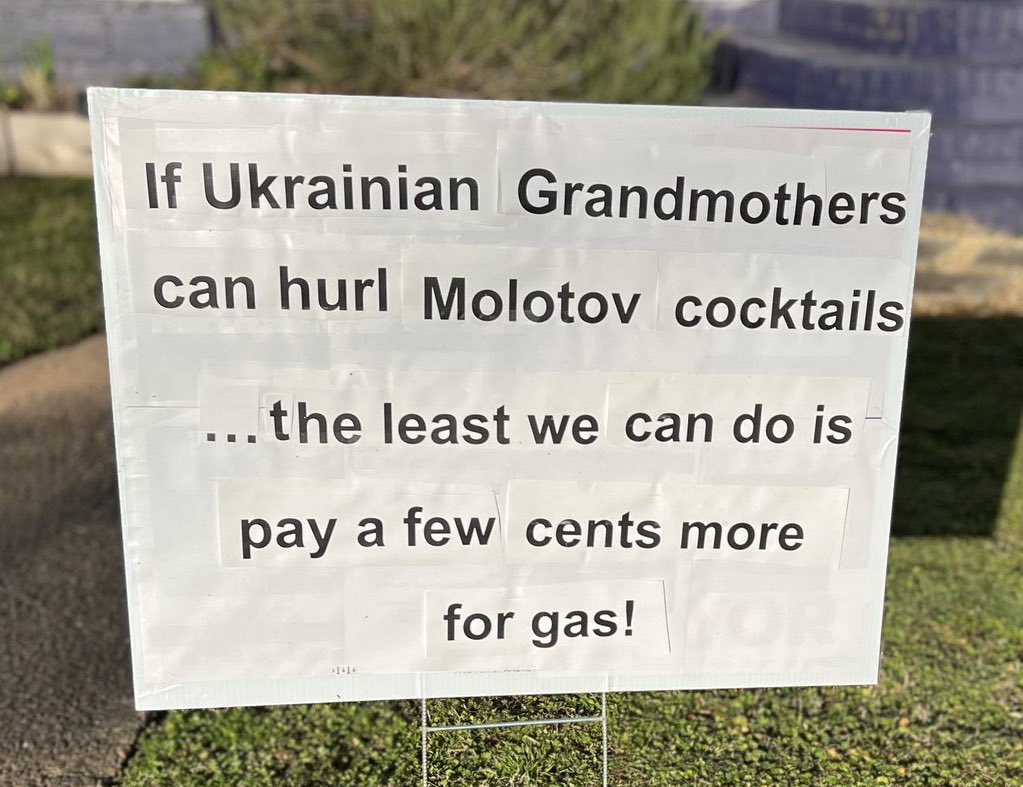 If Ukrainian Grandmothers
can hurl Molotov cocktails
...the least we can do is
pay a few cents more
for gas!